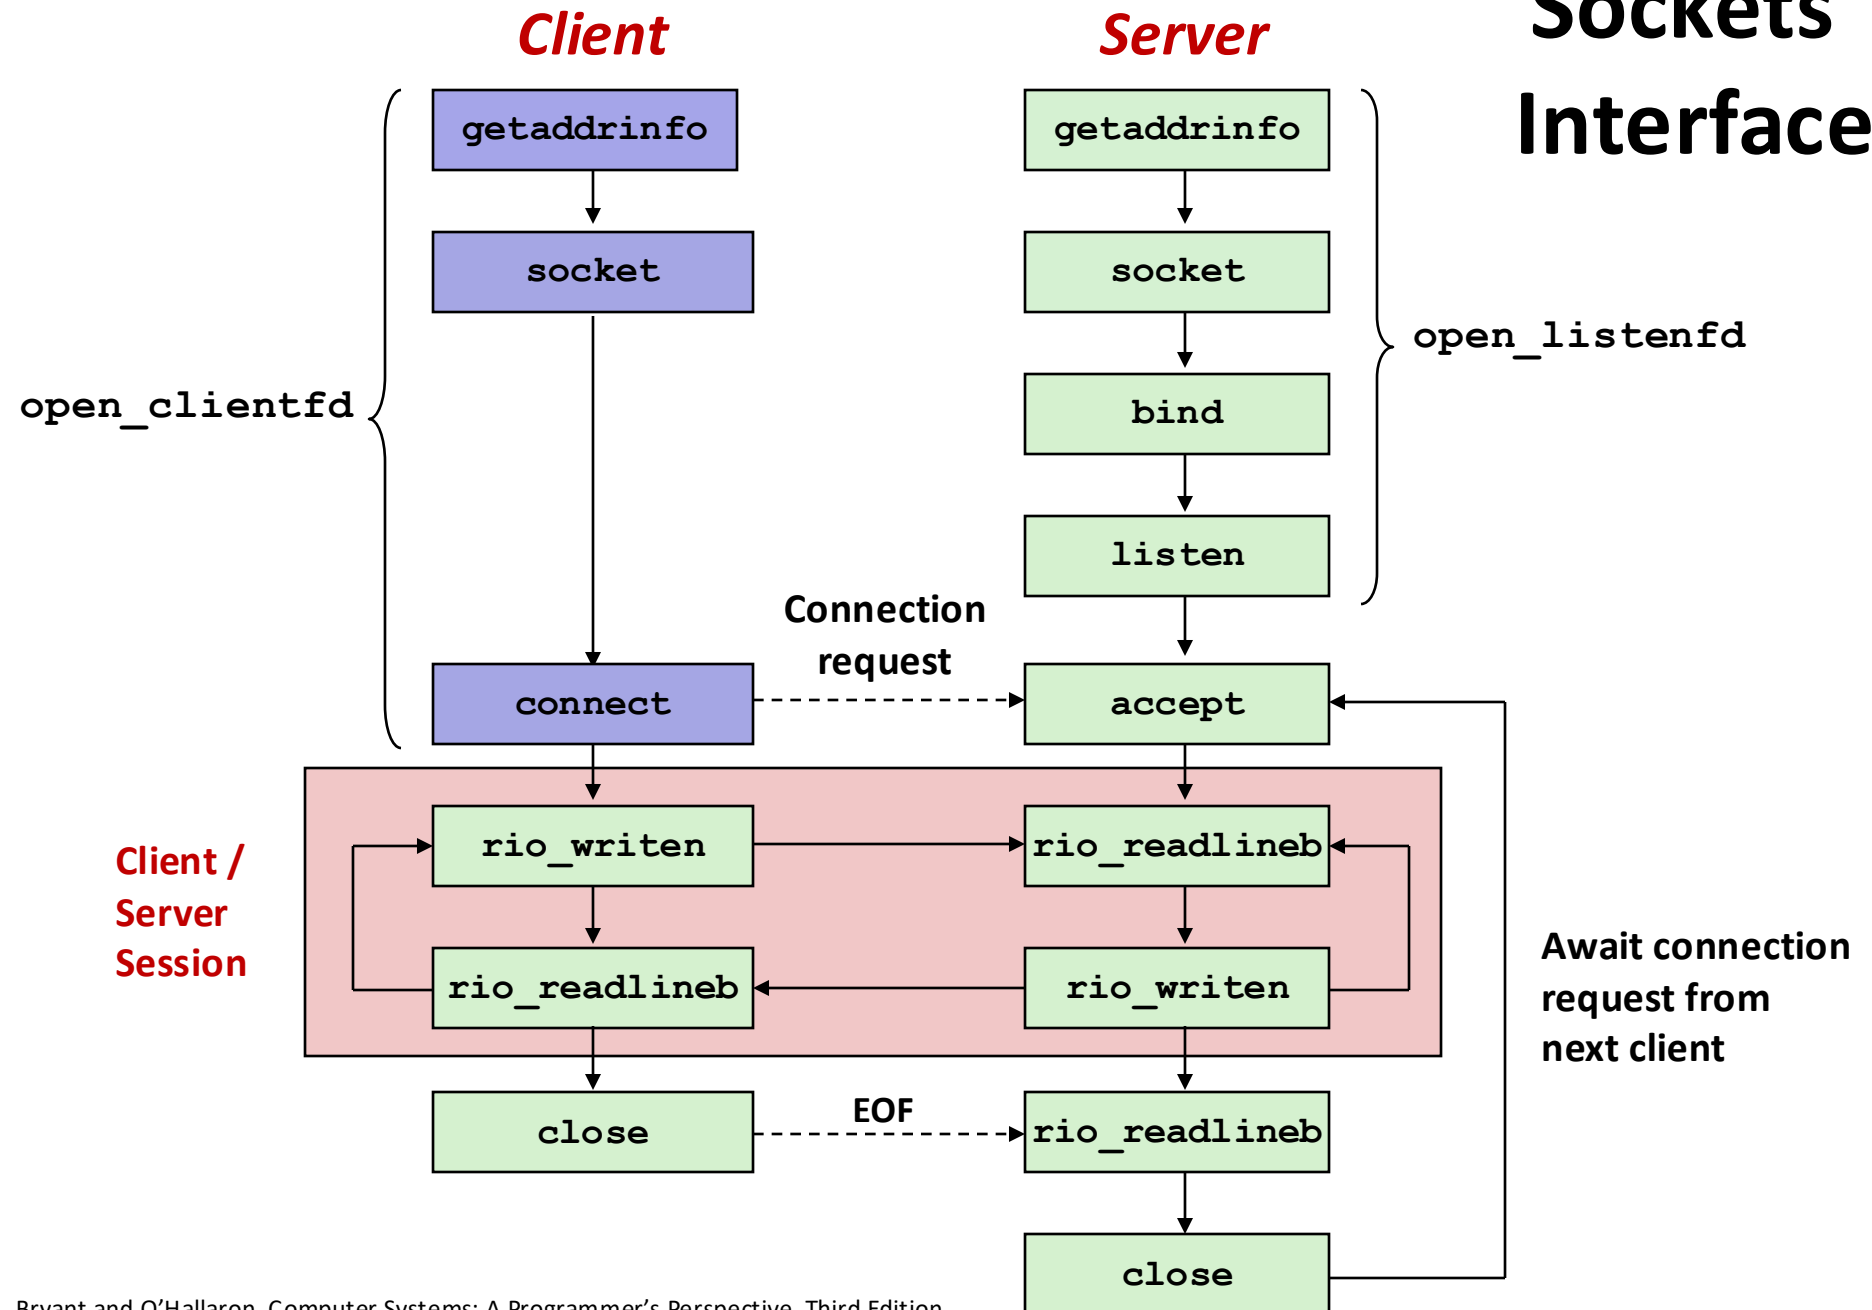 Client
Server
Sockets
Interface
getaddrinfo
getaddrinfo
socket
socket
open_listenfd
open_clientfd
bind
listen
Connection
request
connect
accept
Client /
Server
Session
rio_writen
rio_readlineb
rio_readlineb
rio_writen
Await connection
request from
next client
close
EOF
rio_readlineb
close
Bryant and O'Hallaron, Computer Systems: A Programmer's Perspective, Third Edition